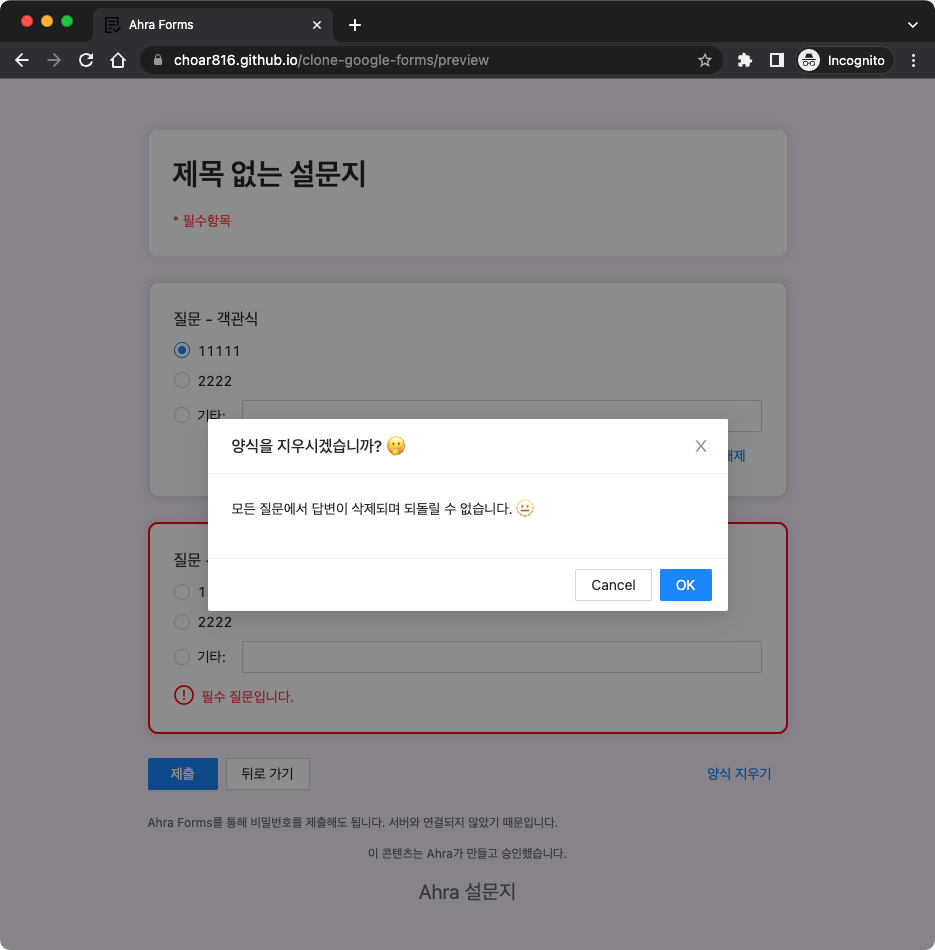 Ahra Forms
choar816.github.io/clone-google-forms/preview
Incognito
제목 없는 설문지
* 필수항목
질문 - 객관식
11111
2222
기타:
해제
양식을 지우시겠습니까? 🫢
모든 질문에서 답변이 삭제되며 되돌릴 수 없습니다. 🫥
Cancel
OK
질문 -
1
2222
기타:
필수 질문입니다.
제출
뒤로 가기
양식 지우기
Ahra Forms를 통해 비밀번호를 제출해도 됩니다. 서버와 연결되지 않았기 때문입니다.
이 콘텐츠는 Ahra가 만들고 승인했습니다.
Ahra 설문지